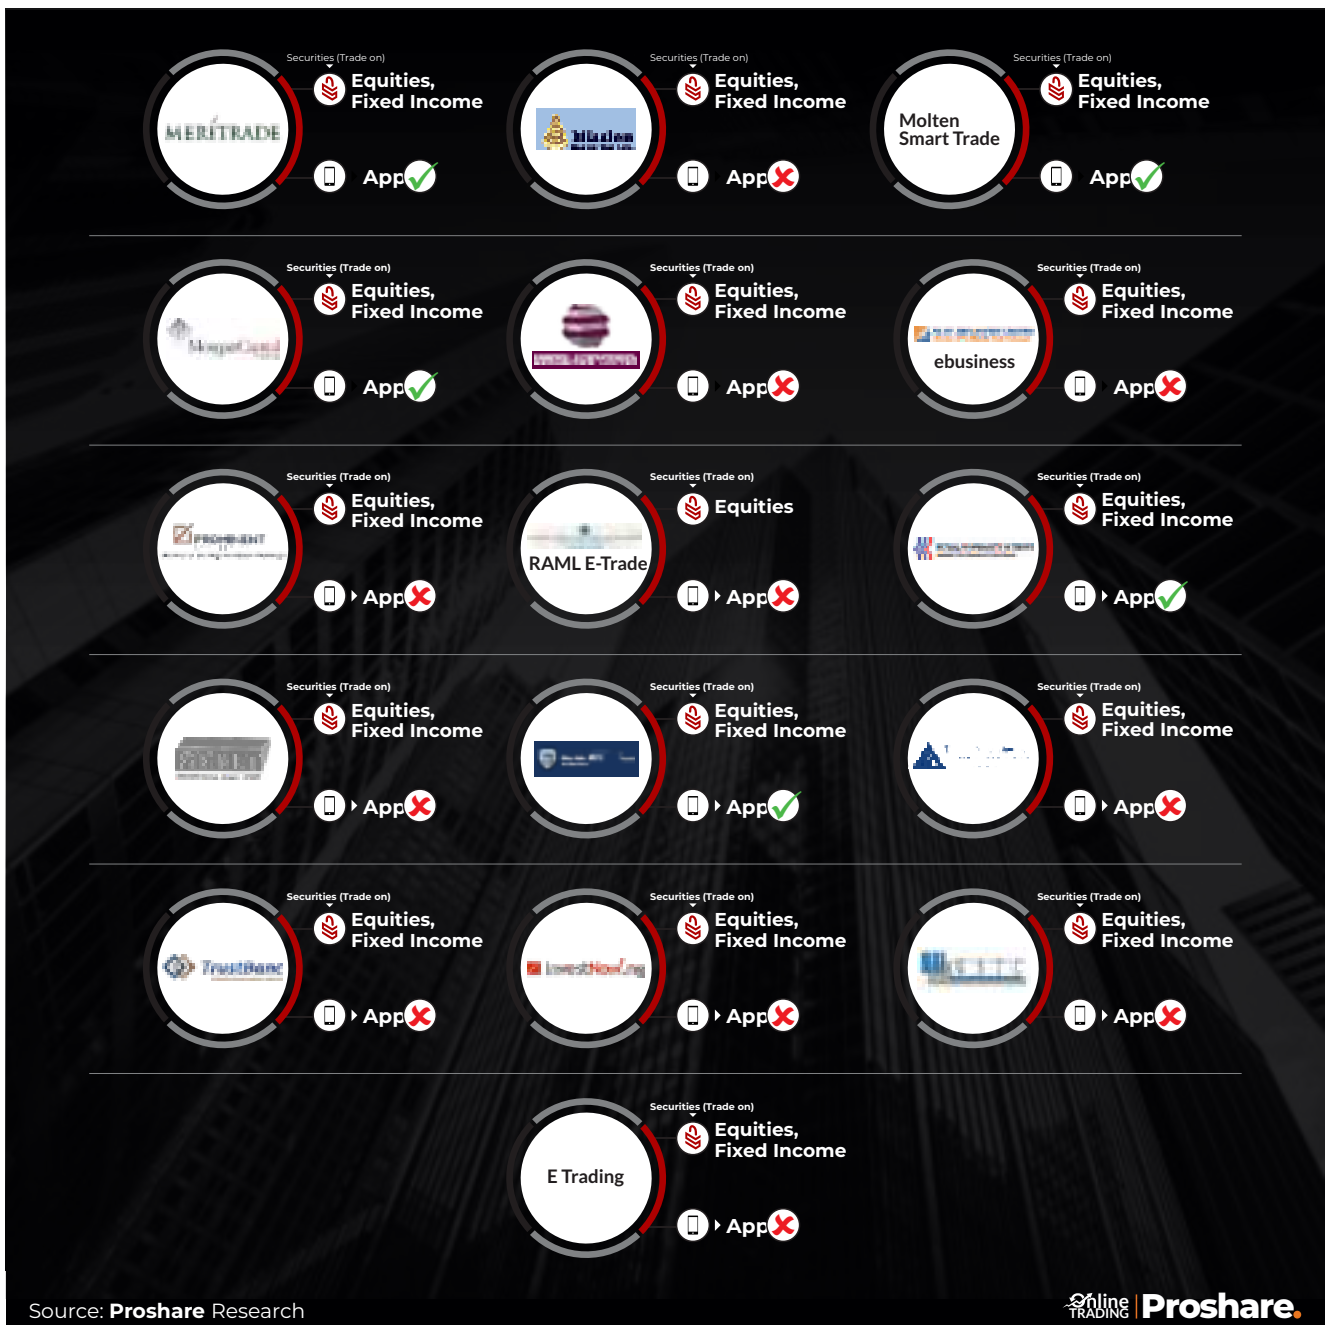 Securities (Trade on)
Equities,
Fixed Income
MERITRADE
App
Securities (Trade on)
Equities,
Fixed Income
Mission
App
Securities (Trade on)
Equities,
Fixed Income
Molten
Smart Trade
App
Securities (Trade on)
Equities,
Fixed Income
App
Securities (Trade on)
Equities,
Fixed Income
App
Securities (Trade on)
Equities,
Fixed Income
ebusiness
App
Securities (Trade on)
Equities,
Fixed Income
PROMINENT
App
Securities (Trade on)
Equities
RAML E-Trade
App
Securities (Trade on)
Equities,
Fixed Income
App
Securities (Trade on)
Equities,
Fixed Income
App
Securities (Trade on)
Equities,
Fixed Income
App
Securities (Trade on)
Equities,
Fixed Income
App
Securities (Trade on)
Equities,
Fixed Income
TrustBanc
App
Securities (Trade on)
Equities,
Fixed Income
InvestNow.ng
App
Securities (Trade on)
Equities,
Fixed Income
App
Securities (Trade on)
Equities,
Fixed Income
E Trading
App
Source: Proshare Research
Online
TRADING
Proshare.